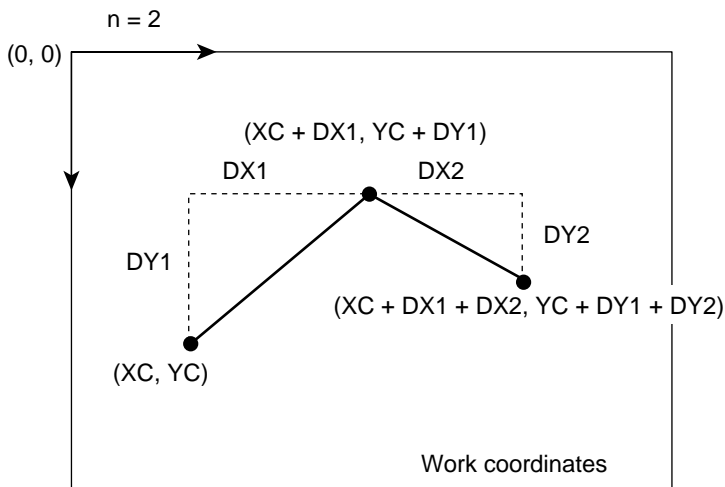 n = 2
(0, 0)
(XC + DX1, YC + DY1)
DX1 DX2
DY1 DY2
(XC + DX1 + DX2, YC + DY1 + DY2)
(XC, YC)
Work coordinates